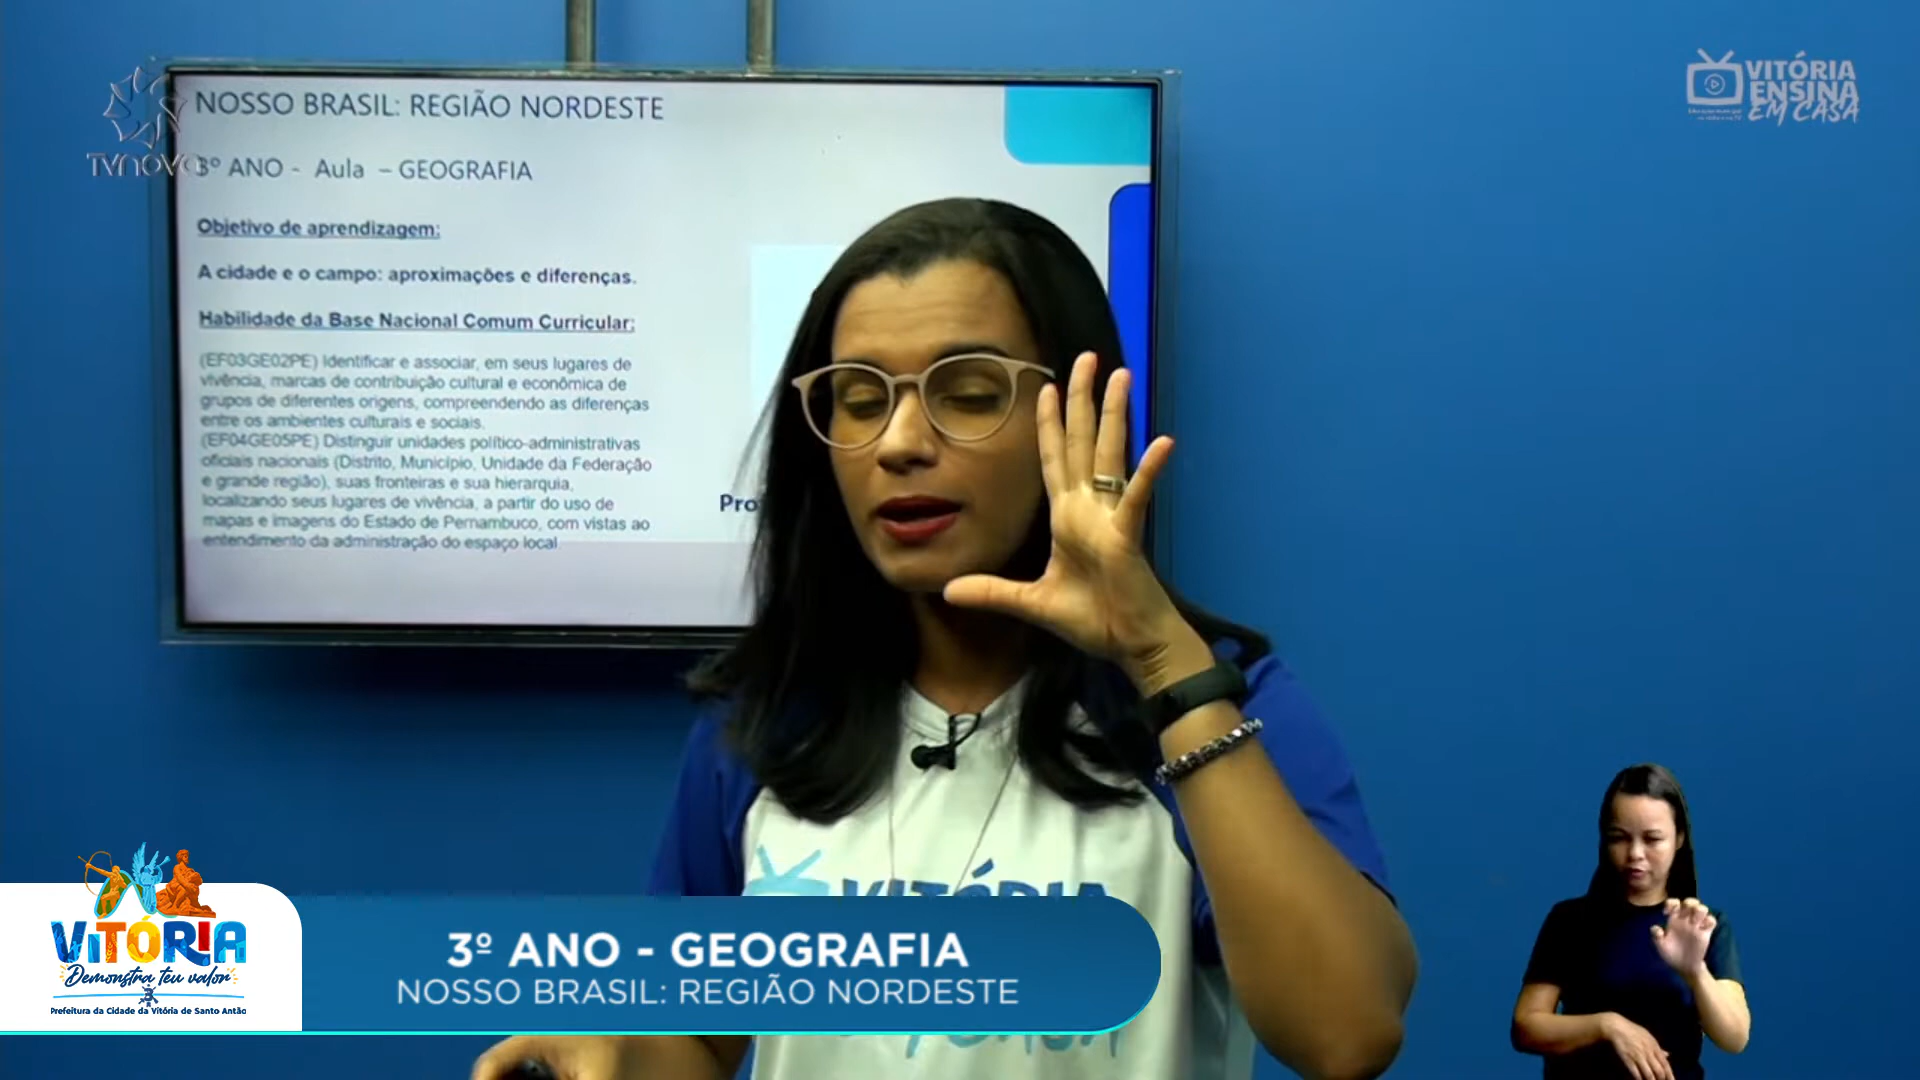 NOSSO BRASIL: REGIÃO NORDESTE
TVNOVO
3º ANO - Aula – GEOGRAFIA
Objetivo de aprendizagem:
A cidade e o campo: aproximações e diferenças.
Habilidade da Base Nacional Comum Curricular:
(EF03GE02PE) Identificar e associar, em seus lugares de
vivência, marcas de contribuição cultural e econômica de
grupos de diferentes origens, compreendendo as diferenças
entre os ambientes culturais e sociais.
(EF04GE05PE) Distinguir unidades político-administrativas
oficiais nacionais (Distrito, Município, Unidade da Federação
e grande região), suas fronteiras e sua hierarquia,
localizando seus lugares de vivência, a partir do uso de
mapas e imagens do Estado de Pernambuco, com vistas ao
entendimento da administração do espaço local
Pro
VITÓRIA
ENSINA
EM CASA
VITÓRIA
CASA
VITÓRIA
Demonstra teu valor
Prefeitura da Cidade da Vitória de Santo Antão
3º ANO - GEOGRAFIA
NOSSO BRASIL: REGIÃO NORDESTE